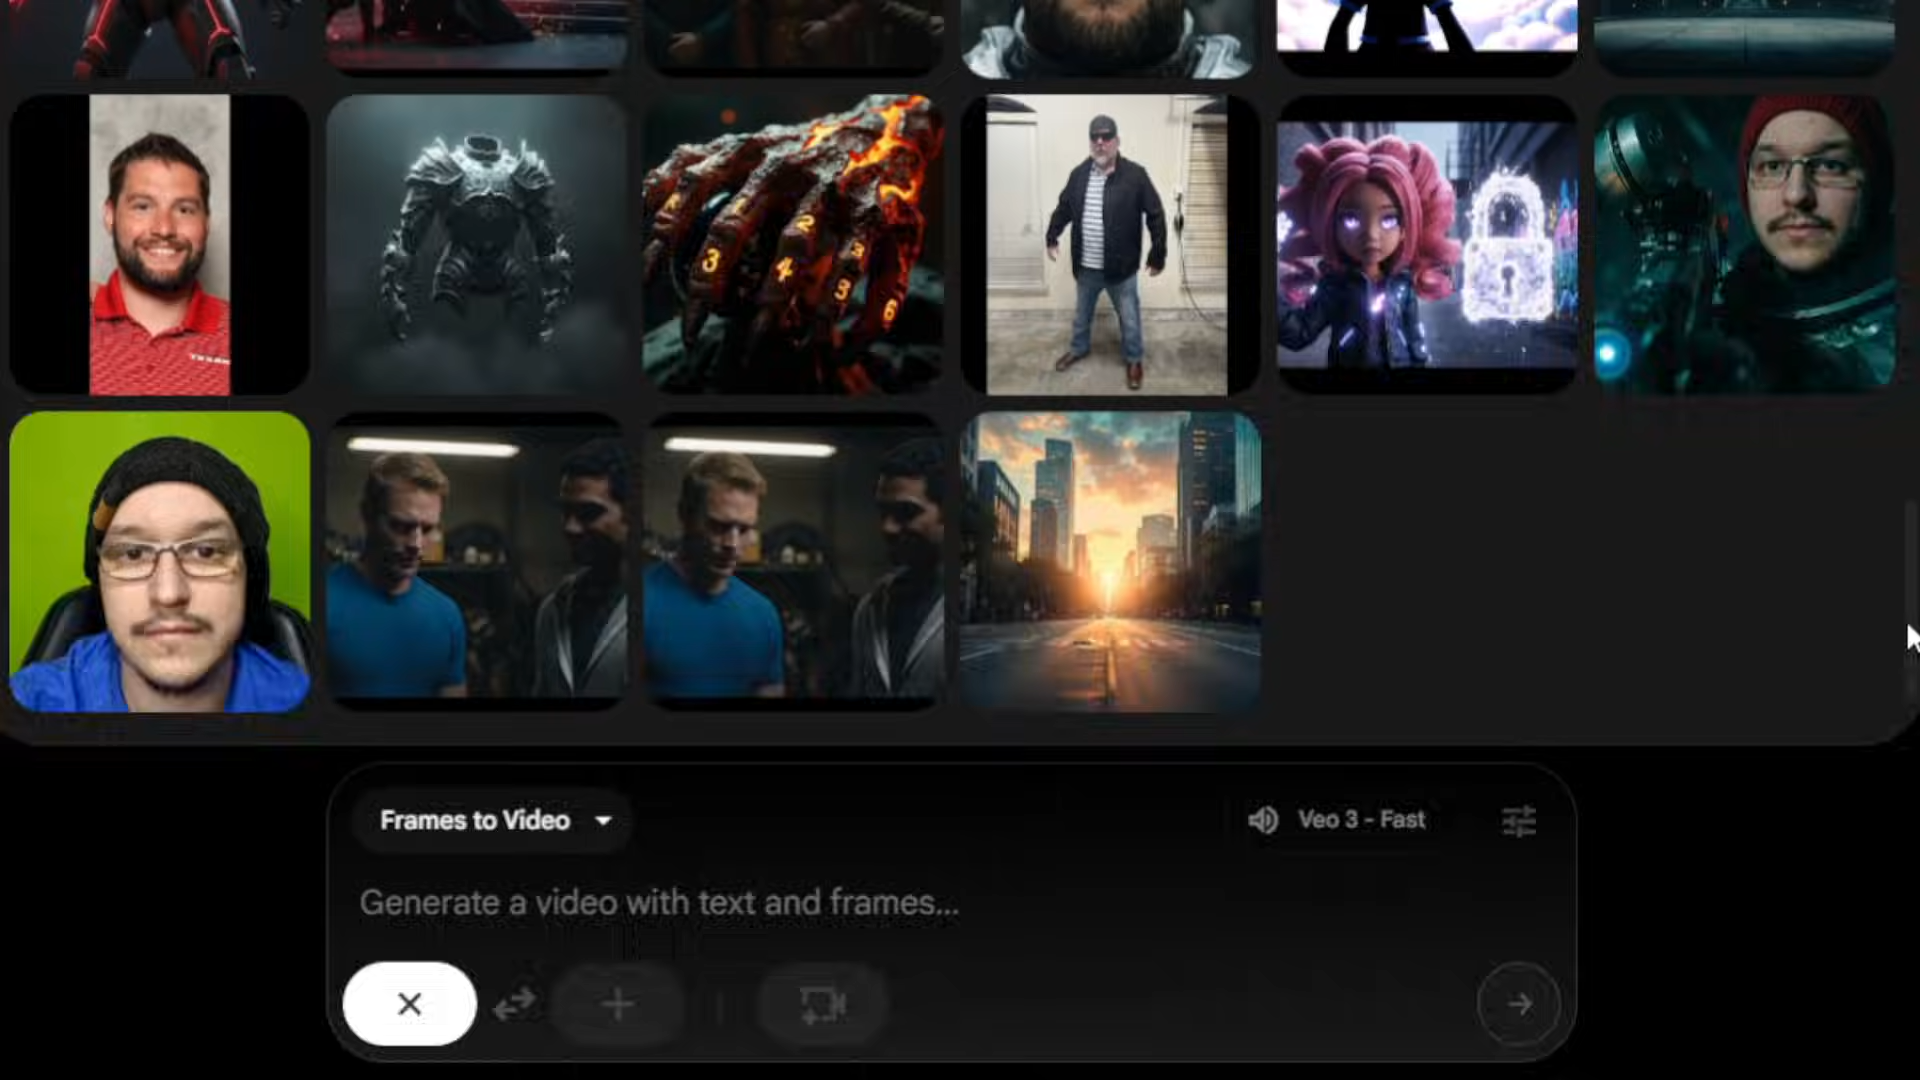 Frames to Video
Veo 3 - Fast
Generate a video with text and frames...